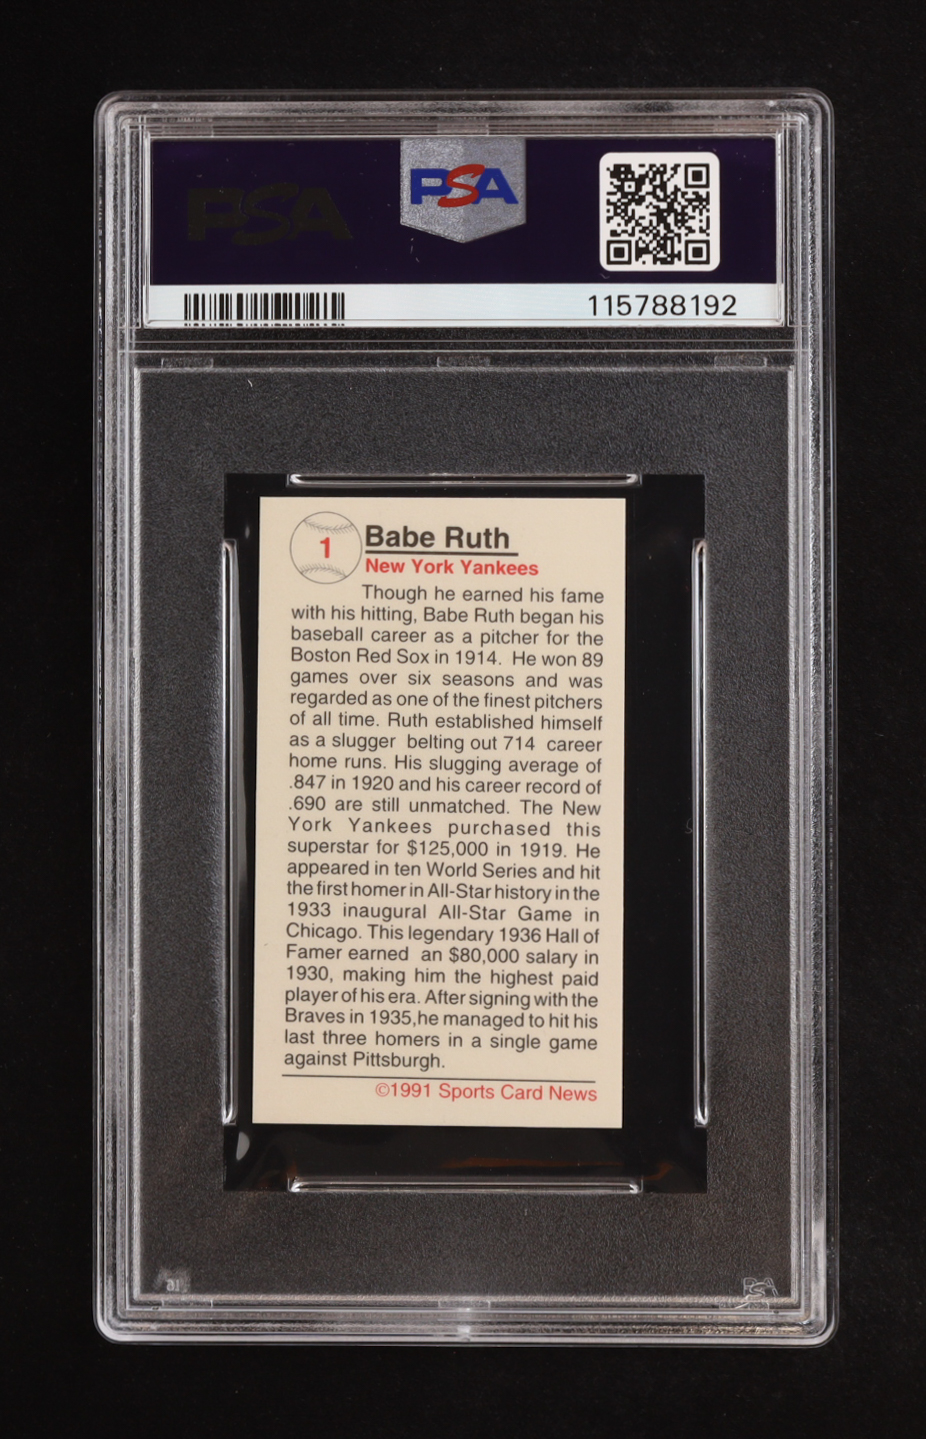 PSA
PSA
115788192
1
Babe Ruth
New York Yankees
Though he earned his fame
with his hitting, Babe Ruth began his
baseball career as a pitcher for the
Boston Red Sox in 1914. He won 89
games over six seasons and was
regarded as one of the finest pitchers
of all time. Ruth established himself
as a slugger belting out 714 career
home runs. His slugging average of
.847 in 1920 and his career record of
.690 are still unmatched. The New
York Yankees purchased this
superstar for $125,000 in 1919. He
appeared in ten World Series and hit
the first homer in All-Star history in the
1933 inaugural All-Star Game in
Chicago. This legendary 1936 Hall of
Famer earned an $80,000 salary in
1930, making him the highest paid
player of his era. After signing with the
Braves in 1935,he managed to hit his
last three homers in a single game
against Pittsburgh.
©1991 Sports Card News
PSA